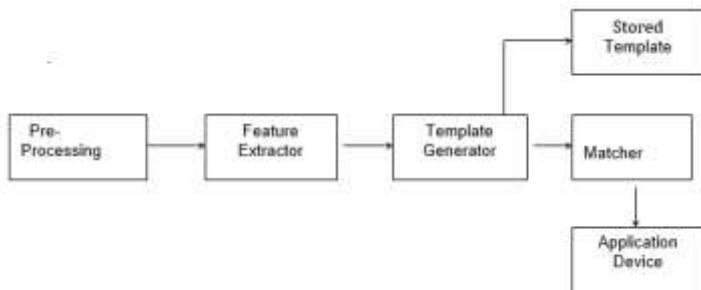 Stored
Template
Pre-
Processing
Feature
Extractor
Template
Generator
Matcher
Application
Device